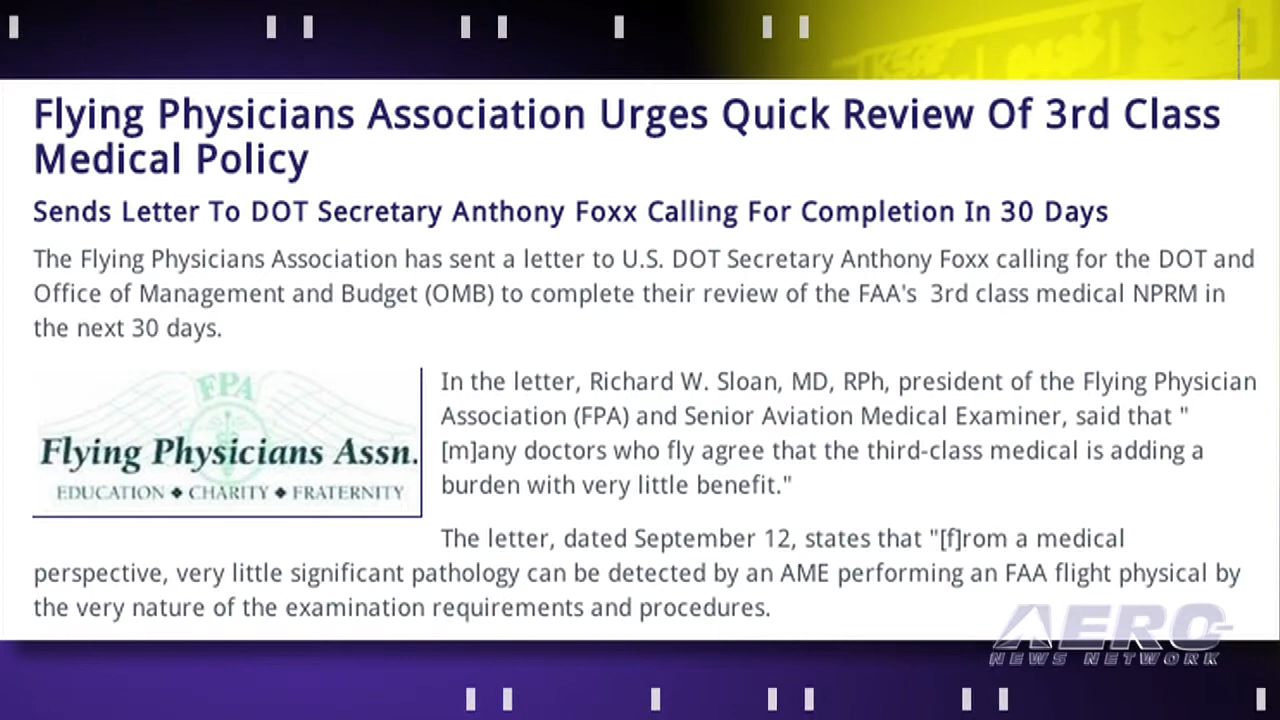 Flying Physicians Association Urges Quick Review Of 3rd Class
Medical Policy
Sends Letter To DOT Secretary Anthony Foxx Calling For Completion In 30 Days
The Flying Physicians Association has sent a letter to U.S. DOT Secretary Anthony Foxx calling for the DOT and
Office of Management and Budget (OMB) to complete their review of the FAA's 3rd class medical NPRM in
the next 30 days.
FPA
Flying Physicians Assn.
EDUCATION ❖ CHARITY ❖ FRATERNITY
In the letter, Richard W. Sloan, MD, RPh, president of the Flying Physician
Association (FPA) and Senior Aviation Medical Examiner, said that "
[m]any doctors who fly agree that the third-class medical is adding a
burden with very little benefit."
The letter, dated September 12, states that "[f]rom a medical
perspective, very little significant pathology can be detected by an AME performing an FAA flight physical by
the very nature of the examination requirements and procedures.
AERO
NEWS NETWORK